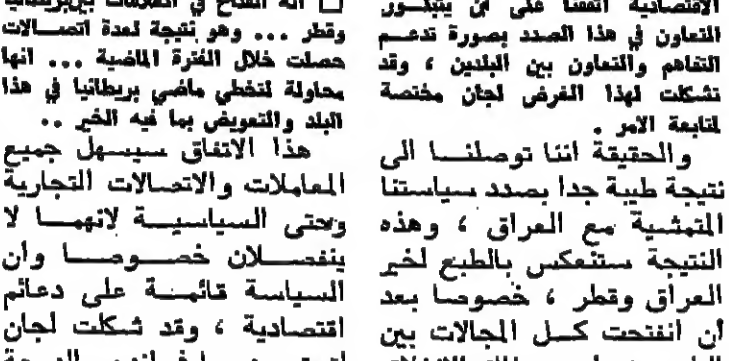 الاقتصادية اتفقنا على ان يتبلور
التعاون في هذا الصدد بصورة تدعم
التفاهم والتعاون بين البلدين ، وقد
تشكلت لهذا الغرض لجان مختصة
لمتابعة الامر .
والحقيقة اننا توصلنا الى
نتيجة طيبة جدا بصدد سياستنا
المتمشية مع العراق ، وهذه
النتيجة ستنعكس بالطبع لخير
العراق وقطر ، خصوصا بعد
أن انفتحت كل المجالات بين
انه انفتاح في العلاقات بين بريطانيا
وقطر ... وهو نتيجة لعدة اتصالات
حصلت خلال الفترة الماضية ... انها
محاولة لتخطي ماضي بريطانيا في هذا
البلد والتعويض بما فيه الخير ..
هذا الاتفاق سيسهل جميع
المعاملات والاتصالات التجارية
وحتى السياسية لانهما لا
ينفصلان خصوصا وان
السياسة قائمة على دعائم
اقتصادية ، وقد شكلت لجان